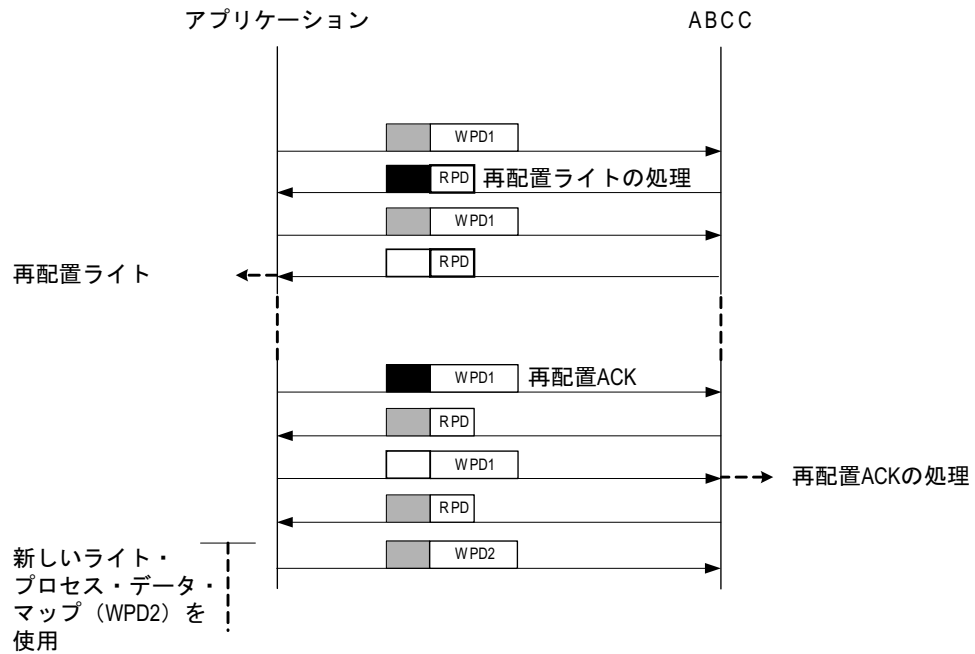 アプリケーション
ABCC
WPD1
RPD 再配置ライトの処理
WPD1
RPD
再配置ライト
WPD1 再配置ACK
RPD
WPD1
再配置ACKの処理
RPD
WPD2
新しいライト・
プロセス・データ・
マップ（WPD2）を
使用